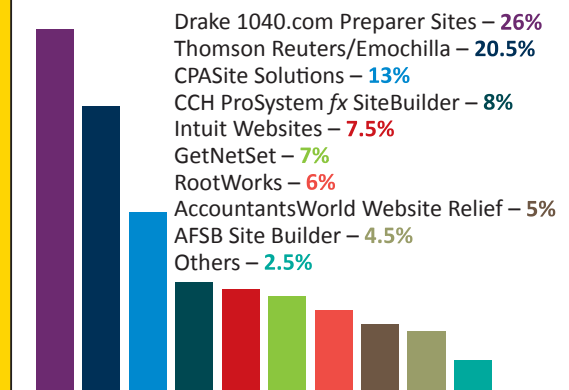 Drake 1040.com Preparer Sites – 26%
Thomson Reuters/Emochilla – 20.5%
CPASite Solutions – 13%
CCH ProSystem fx SiteBuilder – 8%
Intuit Websites – 7.5%
GetNetSet – 7%
RootWorks – 6%
AccountantsWorld Website Relief – 5%
AFSB Site Builder – 4.5%
Others – 2.5%